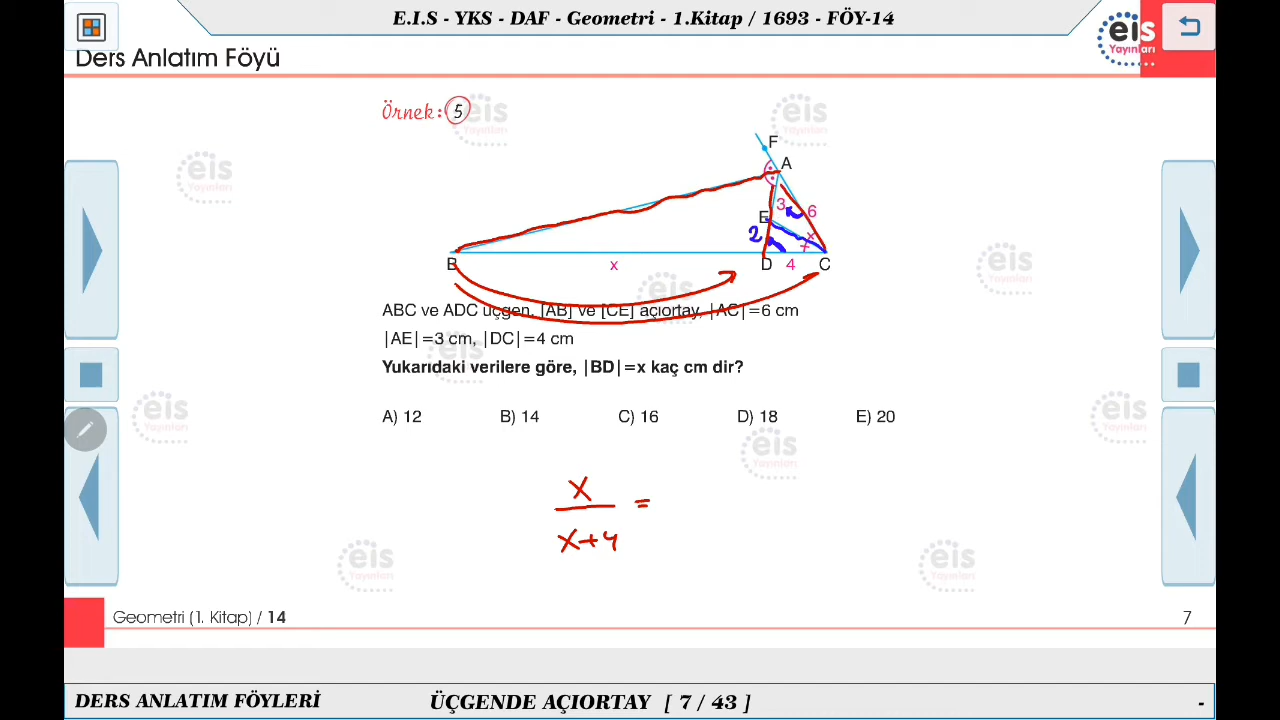 E.I.S - YKS - DAF - Geometri - 1.Kitap / 1693 - FÖY-14
eis
Yayınları
Ders Anlatım Föyü
Örnek: 5
F
A
3
6
E
x
2
x
B
x
D
4
C
ABC ve ADC üçgen, [AB] ve [CE] açıortay, |AC|=6 cm
|AE|=3 cm, |DC|=4 cm
Yukarıdaki verilere göre, |BD|=x kaç cm dir?
A) 12 B) 14 C) 16 D) 18 E) 20
x
=
x+4
Geometri (1. Kitap) / 14
7
DERS ANLATIM FÖYLERİ ÜÇGENDE AÇIORTAY [ 7 / 43 ] -